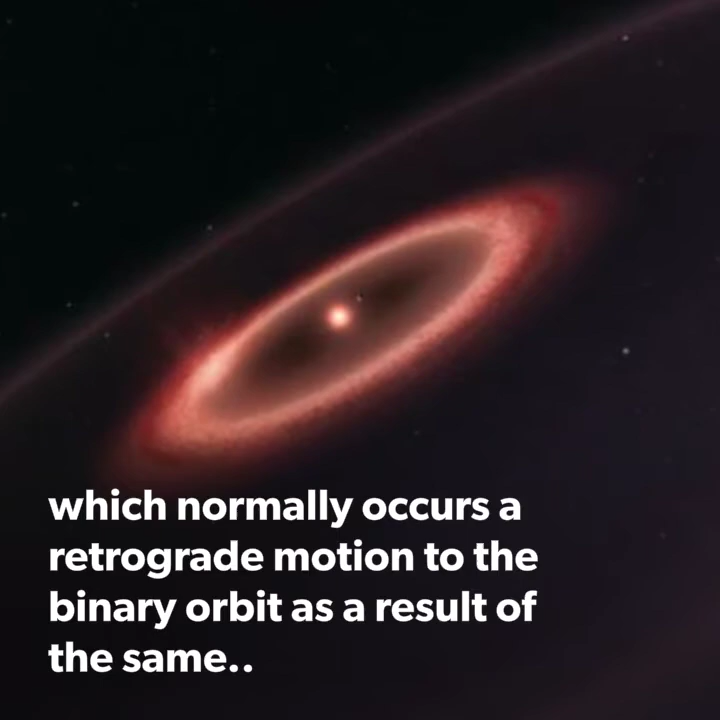 which normally occurs a
retrograde motion to the
binary orbit as a result of
the same..